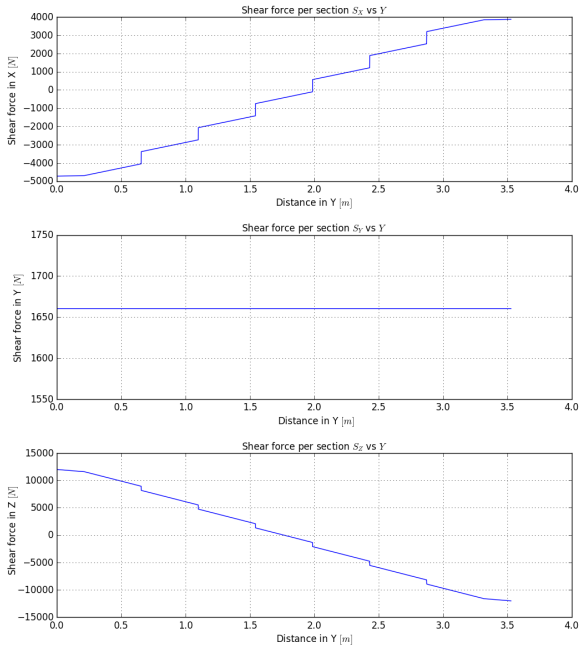 Shear force per section S_X vs Y
4000
3000
2000
1000
0
−1000
−2000
−3000
−4000
−5000
Shear force in X [N]
0.0 0.5 1.0 1.5 2.0 2.5 3.0 3.5 4.0
Distance in Y [m]
Shear force per section S_Y vs Y
1750
1700
1650
1600
1550
Shear force in Y [N]
0.0 0.5 1.0 1.5 2.0 2.5 3.0 3.5 4.0
Distance in Y [m]
Shear force per section S_Z vs Y
15000
10000
5000
0
−5000
−10000
−15000
Shear force in Z [N]
0.0 0.5 1.0 1.5 2.0 2.5 3.0 3.5 4.0
Distance in Y [m]